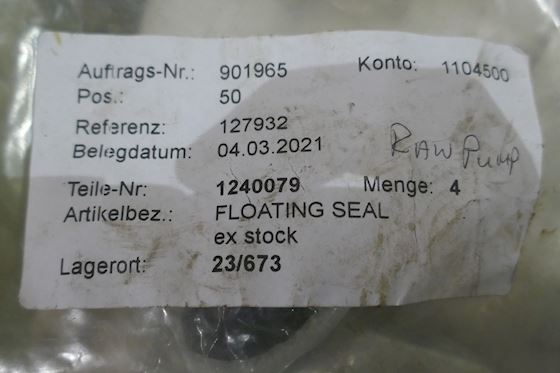 Auftrags-Nr.: 901965 Konto: 1104500
Pos.: 50
Referenz: 127932
Belegdatum: 04.03.2021 RAW PUMP
Teile-Nr: 1240079 Menge: 4
Artikelbez.: FLOATING SEAL
ex stock
Lagerort: 23/673